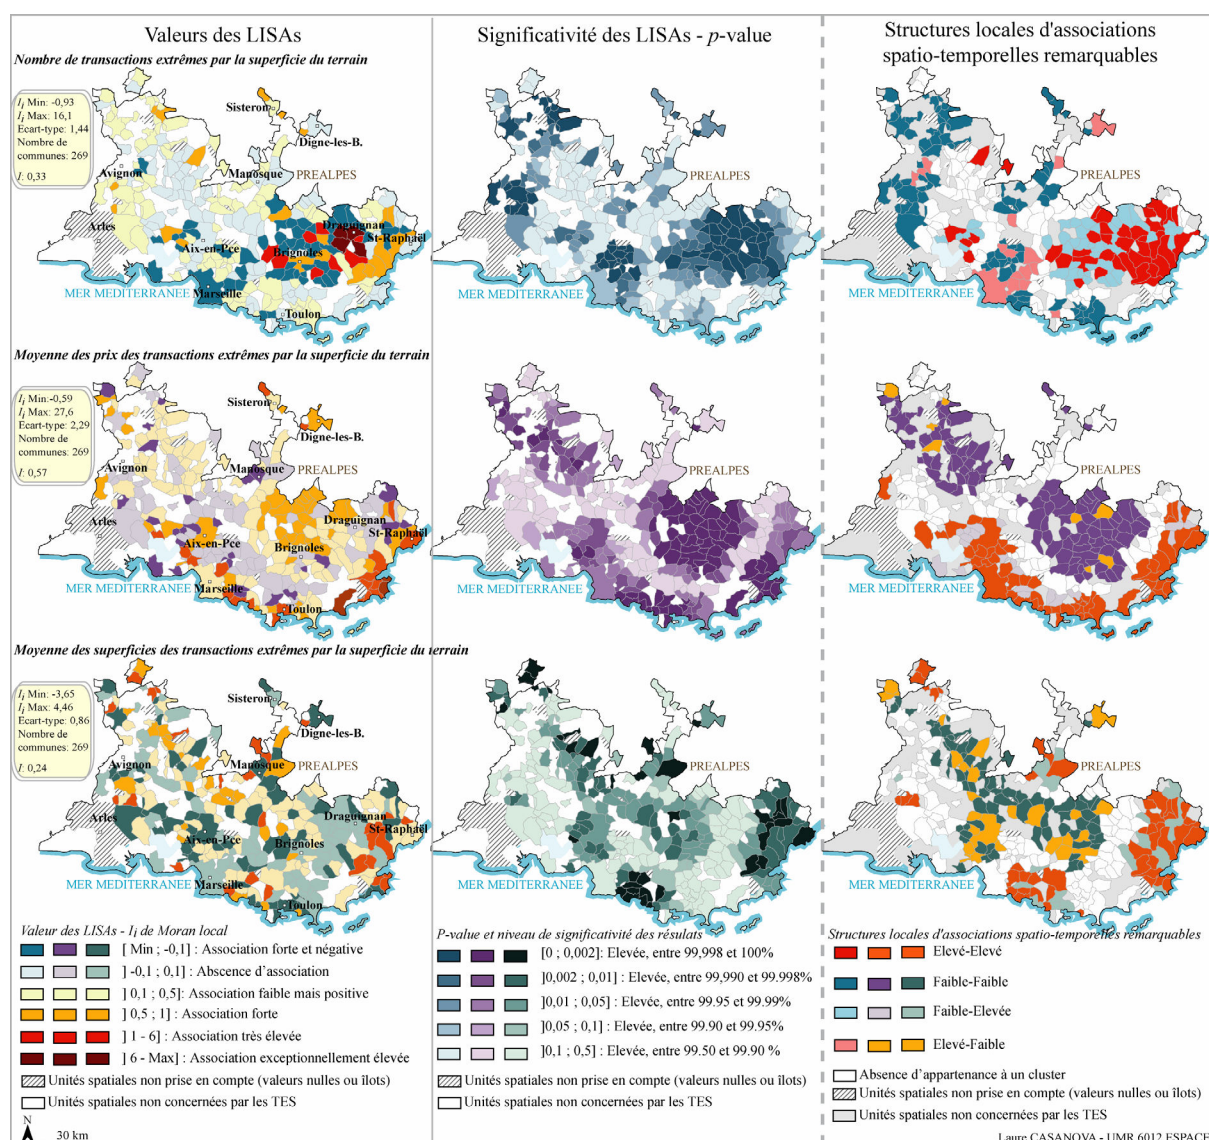 Valeurs des LISAs
Significativité des LISAs - p-value
Structures locales d'associations
spatio-temporelles remarquables
Nombre de transactions extrêmes par la superficie du terrain
Ii Min: -0,93
Ii Max: 16,1
Ecart-type: 1,44
Nombre de
communes: 269
I: 0,33
Sisteron
Digne-les-B.
Avignon
Manosque
PREALPES
Arles
Draguignan
St-Raphaël
Aix-en-Pce
Brignoles
MER MEDITERRANEE
Marseille
Toulon
PREALPES
MER MEDITERRANEE
PREALPES
MER MEDITERRANEE
Moyenne des prix des transactions extrêmes par la superficie du terrain
Ii Min:-0,59
Ii Max: 27,6
Ecart-type: 2,29
Nombre de
communes: 269
I: 0,57
Sisteron
Digne-les-B.
Avignon
Manosque
PREALPES
Arles
Draguignan
St-Raphaël
Aix-en-Pce
Brignoles
MER MEDITERRANEE
Marseille
Toulon
PREALPES
MER MEDITERRANEE
PREALPES
MER MEDITERRANEE
Moyenne des superficies des transactions extrêmes par la superficie du terrain
Ii Min: -3,65
Ii Max: 4,46
Ecart-type: 0,86
Nombre de
communes: 269
I: 0,24
Sisteron
Digne-les-B.
Avignon
Manosque
PREALPES
Arles
Draguignan
St-Raphaël
Aix-en-Pce
Brignoles
MER MEDITERRANEE
Marseille
Toulon
PREALPES
MER MEDITERRANEE
PREALPES
MER MEDITERRANEE
Valeur des LISAs - Ii de Moran local
] Min ; -0,1] : Association forte et négative
] -0,1 ; 0,1] : Abscence d'association
] 0,1 ; 0,5]: Association faible mais positive
] 0,5 ; 1] : Association forte
] 1 - 6] : Association très élevée
] 6 - Max] : Association exceptionnellement élevée
Unités spatiales non prise en compte (valeurs nulles ou îlots)
Unités spatiales non concernées par les TES
N
30 km
P-value et niveau de significativité des résulats
[0 ; 0,002]: Elevée, entre 99,998 et 100%
]0,002 ; 0,01] : Elevée, entre 99,990 et 99.998%
]0,01 ; 0,05] : Elevée, entre 99.95 et 99.99%
]0,05 ; 0,1] : Elevée, entre 99.90 et 99.95%
]0,1 ; 0,5] : Elevée, entre 99.50 et 99.90 %
Unités spatiales non prise en compte (valeurs nulles ou îlots)
Unités spatiales non concernées par les TES
Structures locales d'associations spatio-temporelles remarquables
Elevé-Elevé
Faible-Faible
Faible-Elevée
Elevé-Faible
Absence d'appartenance à un cluster
Unités spatiales non prise en compte (valeurs nulles ou îlots)
Unités spatiales non concernées par les TES
Laure CASANOVA - UMR 6012 ESPACE